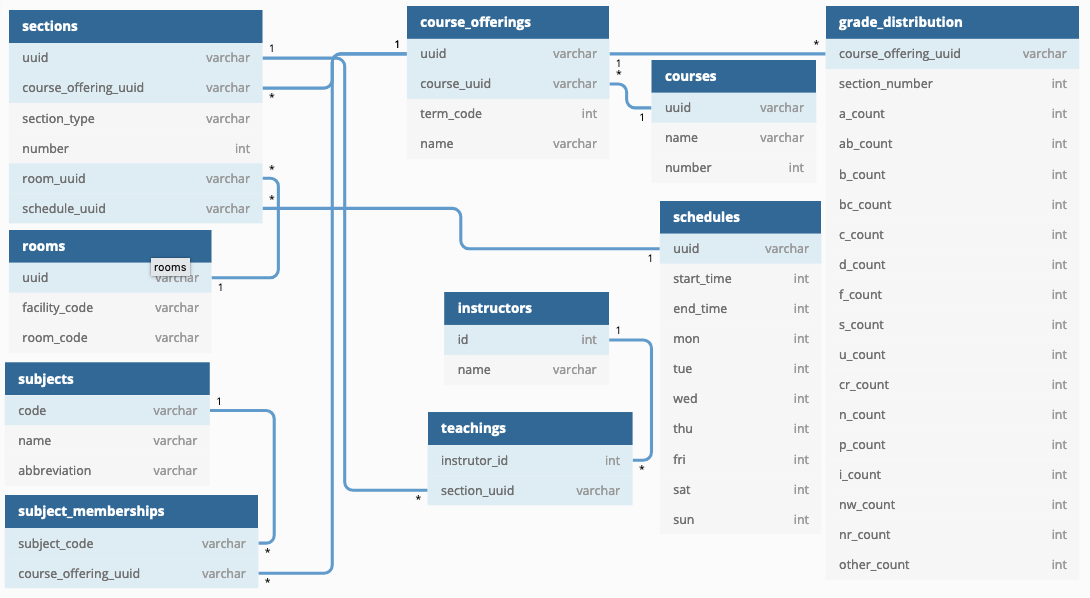 sections
uuid varchar
course_offering_uuid varchar
section_type varchar
number int
room_uuid varchar
schedule_uuid varchar
1
*
*
*
rooms
rooms
uuid varchar
facility_code varchar
room_code varchar
1
subjects
code varchar
name varchar
abbreviation varchar
1
subject_memberships
subject_code varchar
course_offering_uuid varchar
*
*
course_offerings
uuid varchar
course_uuid varchar
term_code int
name varchar
1
1
*
courses
uuid varchar
name varchar
number int
1
schedules
uuid varchar
start_time int
end_time int
mon int
tue int
wed int
thu int
fri int
sat int
sun int
1
instructors
id int
name varchar
1
teachings
instrutor_id int
section_uuid varchar
*
*
grade_distribution
course_offering_uuid varchar
section_number int
a_count int
ab_count int
b_count int
bc_count int
c_count int
d_count int
f_count int
s_count int
u_count int
cr_count int
n_count int
p_count int
i_count int
nw_count int
nr_count int
other_count int
*